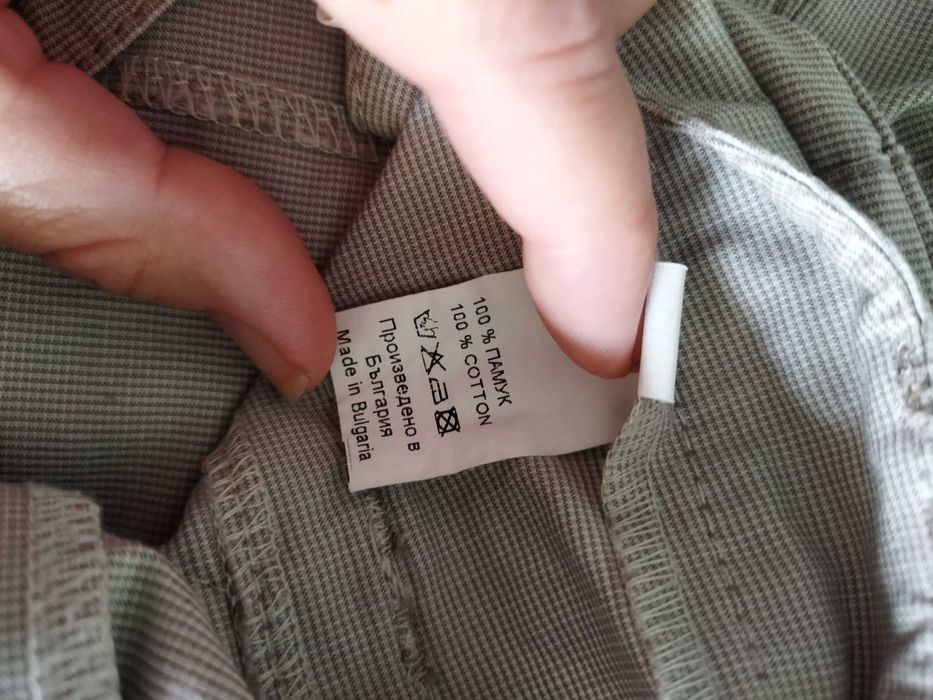 100 % ПАМУК
100 % COTTON
Произведено в
България
Made in Bulgaria